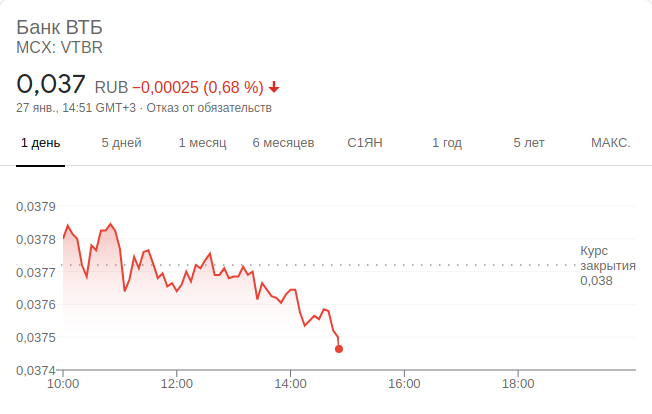 Банк ВТБ
MCX: VTBR
0,037 RUB −0,00025 (0,68 %)
27 янв., 14:51 GMT+3 · Отказ от обязательств
1 день 5 дней 1 месяц 6 месяцев С1ЯН 1 год 5 лет МАКС.
0,0379
0,0378
0,0377
0,0376
0,0375
0,0374
Курс
закрытия
0,038
10:00 12:00 14:00 16:00 18:00